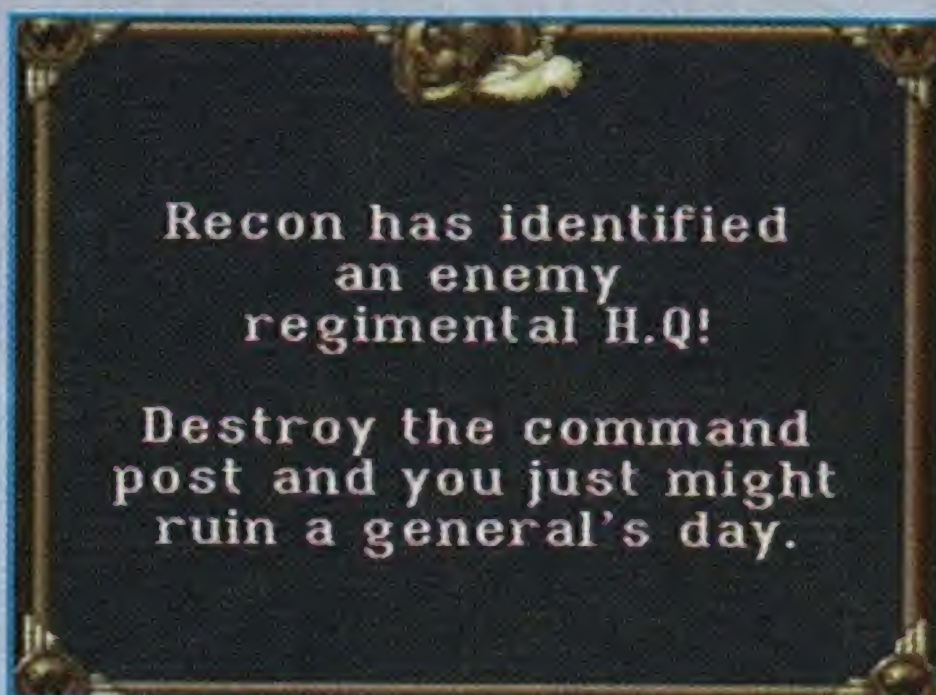 Recon has identified
an enemy
regimental H.Q!
Destroy the command
post and you just might
ruin a general's day.